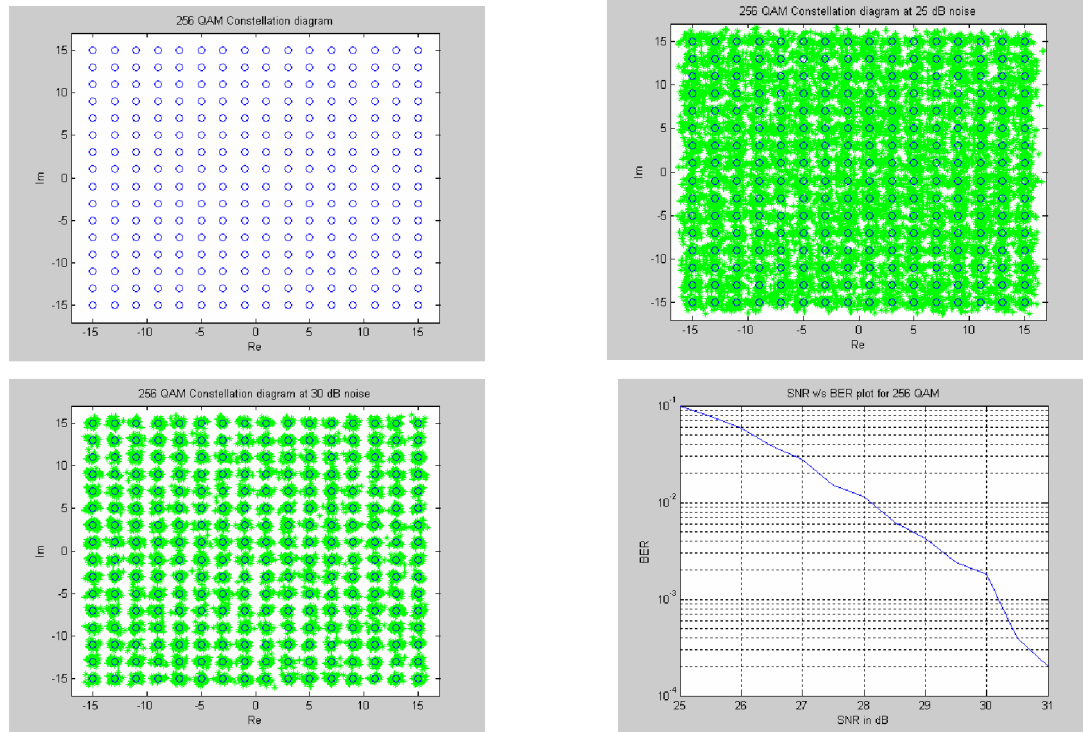 256 QAM Constellation diagram
15
10
5
0
-5
-10
-15
Im
-15 -10 -5 0 5 10 15
Re
256 QAM Constellation diagram at 25 dB noise
15
10
5
0
-5
-10
-15
Im
-15 -10 -5 0 5 10 15
Re
256 QAM Constellation diagram at 30 dB noise
15
10
5
0
-5
-10
-15
Im
-15 -10 -5 0 5 10 15
Re
SNR v/s BER plot for 256 QAM
10^-1
10^-2
10^-3
10^-4
BER
25 26 27 28 29 30 31
SNR in dB